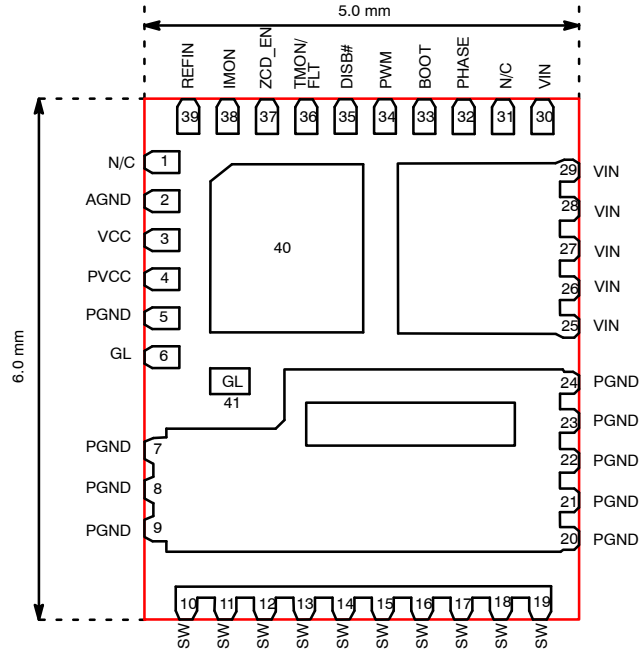 5.0 mm
6.0 mm
REFIN
IMON
ZCD_EN
TMON/
FLT
DISB#
PWM
BOOT
PHASE
N/C
VIN
39
38
37
36
35
34
33
32
31
30
N/C 1
AGND 2
VCC 3
PVCC 4
PGND 5
GL 6
40
GL
41
29 VIN
28 VIN
27 VIN
26 VIN
25 VIN
24 PGND
23 PGND
22 PGND
21 PGND
20 PGND
PGND 7
PGND 8
PGND 9
10
11
12
13
14
15
16
17
18
19
SW
SW
SW
SW
SW
SW
SW
SW
SW
SW